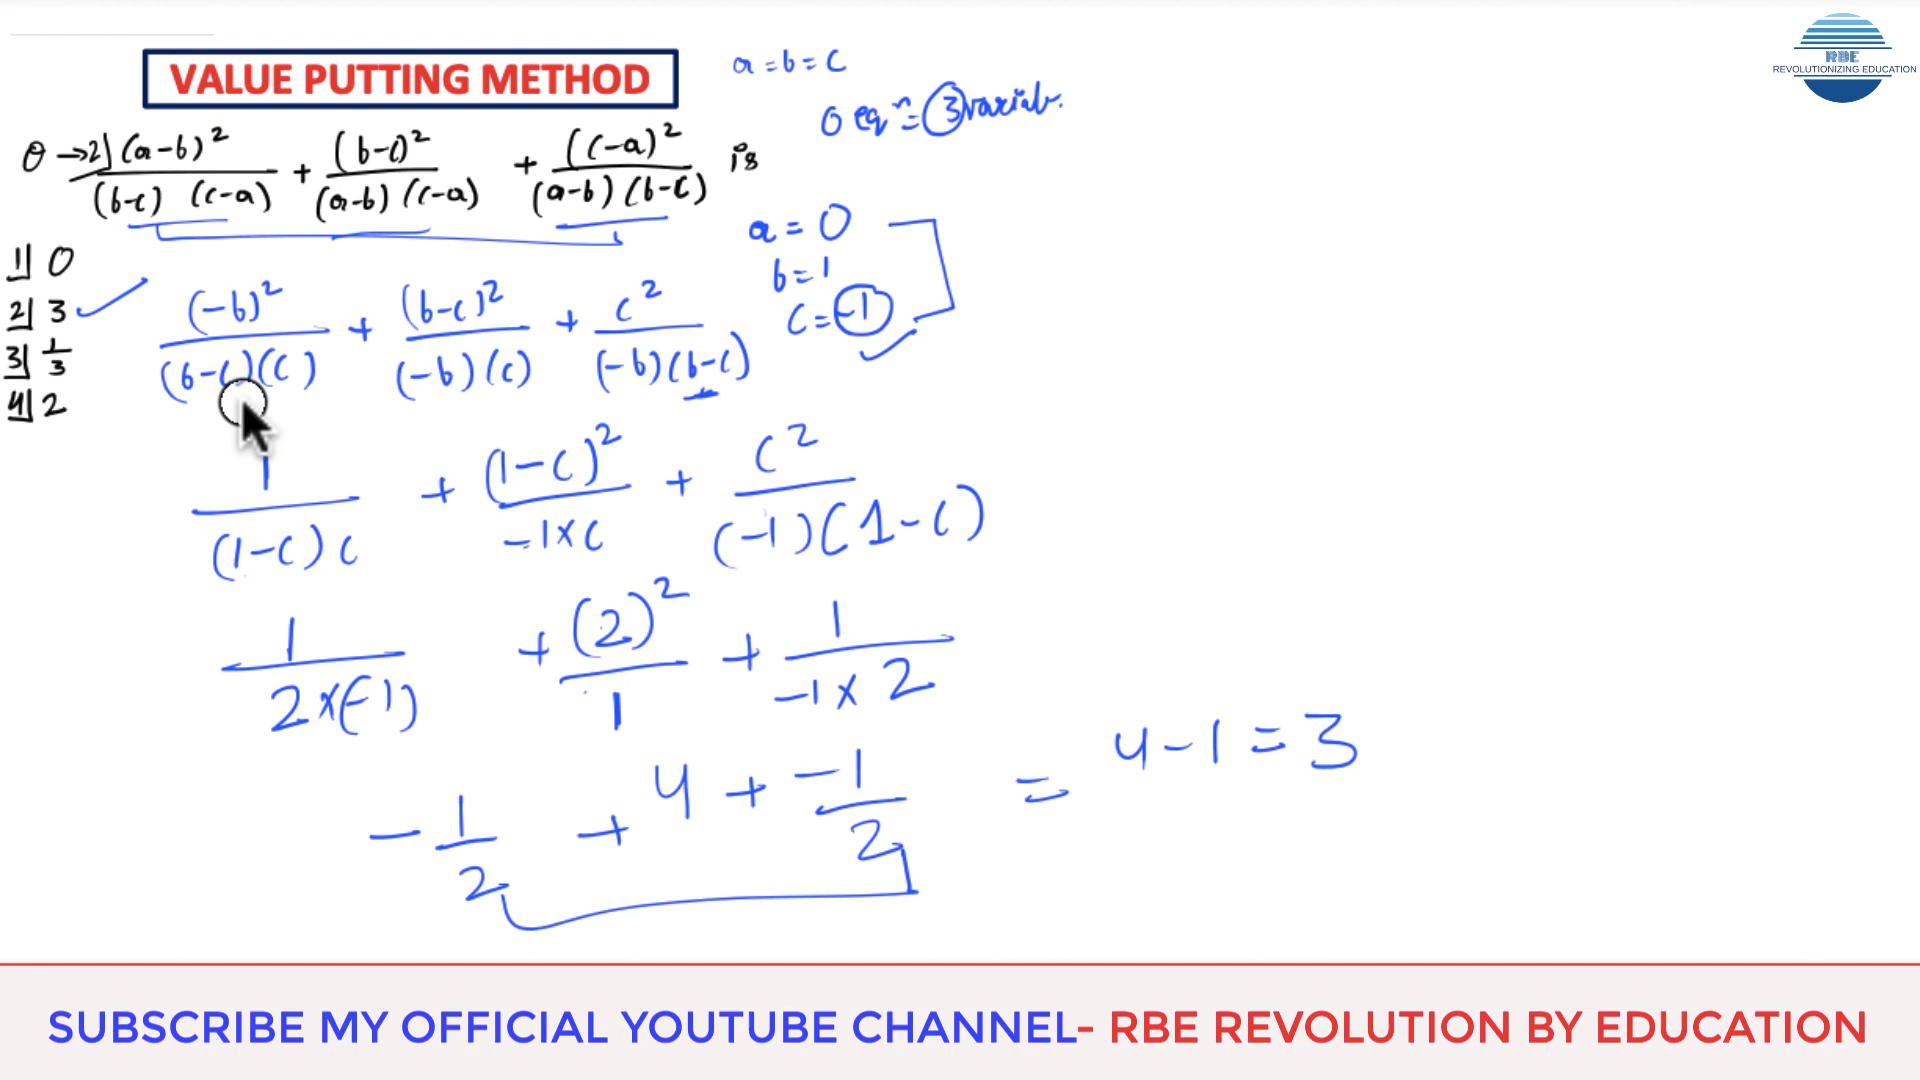 RBE
REVOLUTIONIZING EDUCATION
VALUE PUTTING METHOD
a = b = c
0 eqⁿ = 3 variab.
θ → 2] (a-b)²/(b-c)(c-a) + (b-c)²/(a-b)(c-a) + (c-a)²/(a-b)(b-c) is
a = 0
b = 1
c = -1
1] 0
2] 3
3] 1/3
4] 2
(-b)²/(b-c)(c) + (b-c)²/(-b)(c) + c²/(-b)(b-c)
1/(1-c)c + (1-c)²/-1×c + c²/(-1)(1-c)
1/2×(-1) + (2)²/1 + 1/-1×2
-1/2 + 4 + -1/2 = 4-1 = 3
SUBSCRIBE MY OFFICIAL YOUTUBE CHANNEL- RBE REVOLUTION BY EDUCATION